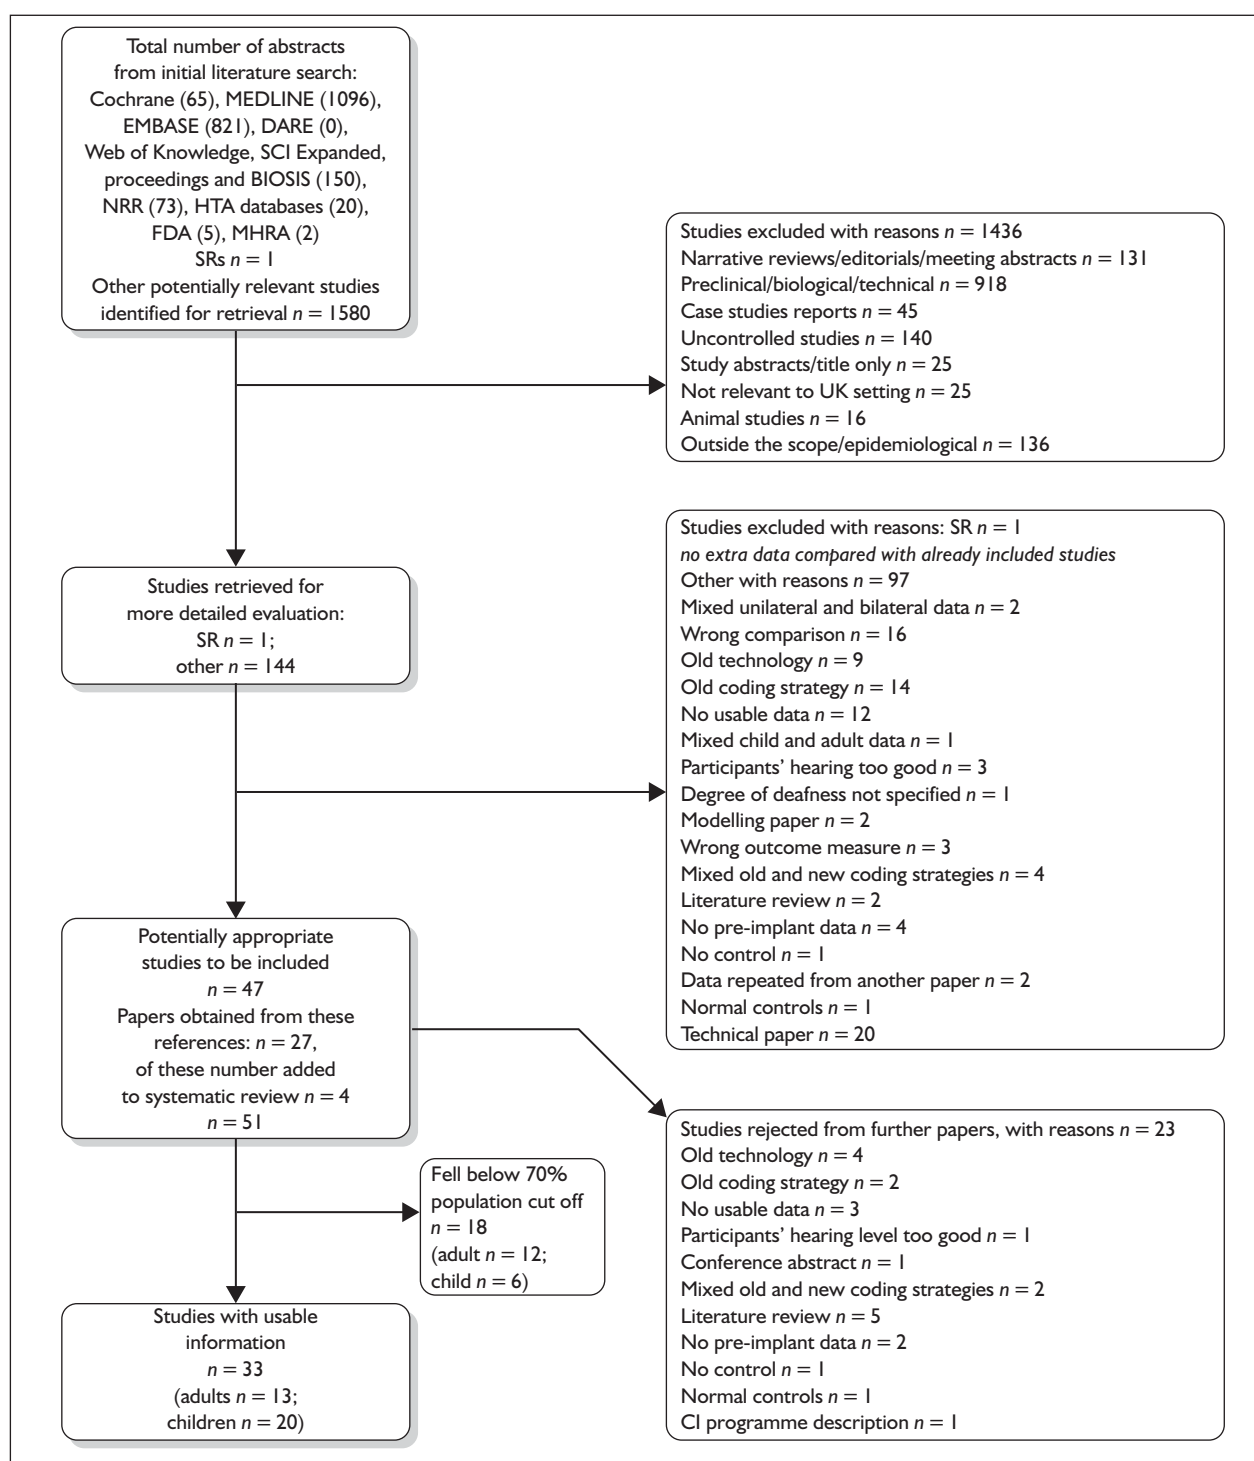 Total number of abstracts
from initial literature search:
Cochrane (65), MEDLINE (1096),
EMBASE (821), DARE (0),
Web of Knowledge, SCI Expanded,
proceedings and BIOSIS (150),
NRR (73), HTA databases (20),
FDA (5), MHRA (2)
SRs n = 1
Other potentially relevant studies
identified for retrieval n = 1580
Studies excluded with reasons n = 1436
Narrative reviews/editorials/meeting abstracts n = 131
Preclinical/biological/technical n = 918
Case studies reports n = 45
Uncontrolled studies n = 140
Study abstracts/title only n = 25
Not relevant to UK setting n = 25
Animal studies n = 16
Outside the scope/epidemiological n = 136
Studies retrieved for
more detailed evaluation:
SR n = 1;
other n = 144
Studies excluded with reasons: SR n = 1
no extra data compared with already included studies
Other with reasons n = 97
Mixed unilateral and bilateral data n = 2
Wrong comparison n = 16
Old technology n = 9
Old coding strategy n = 14
No usable data n = 12
Mixed child and adult data n = 1
Participants' hearing too good n = 3
Degree of deafness not specified n = 1
Modelling paper n = 2
Wrong outcome measure n = 3
Mixed old and new coding strategies n = 4
Literature review n = 2
No pre-implant data n = 4
No control n = 1
Data repeated from another paper n = 2
Normal controls n = 1
Technical paper n = 20
Potentially appropriate
studies to be included
n = 47
Papers obtained from these
references: n = 27,
of these number added
to systematic review n = 4
n = 51
Studies rejected from further papers, with reasons n = 23
Old technology n = 4
Old coding strategy n = 2
No usable data n = 3
Participants' hearing level too good n = 1
Conference abstract n = 1
Mixed old and new coding strategies n = 2
Literature review n = 5
No pre-implant data n = 2
No control n = 1
Normal controls n = 1
CI programme description n = 1
Fell below 70%
population cut off
n = 18
(adult n = 12;
child n = 6)
Studies with usable
information
n = 33
(adults n = 13;
children n = 20)